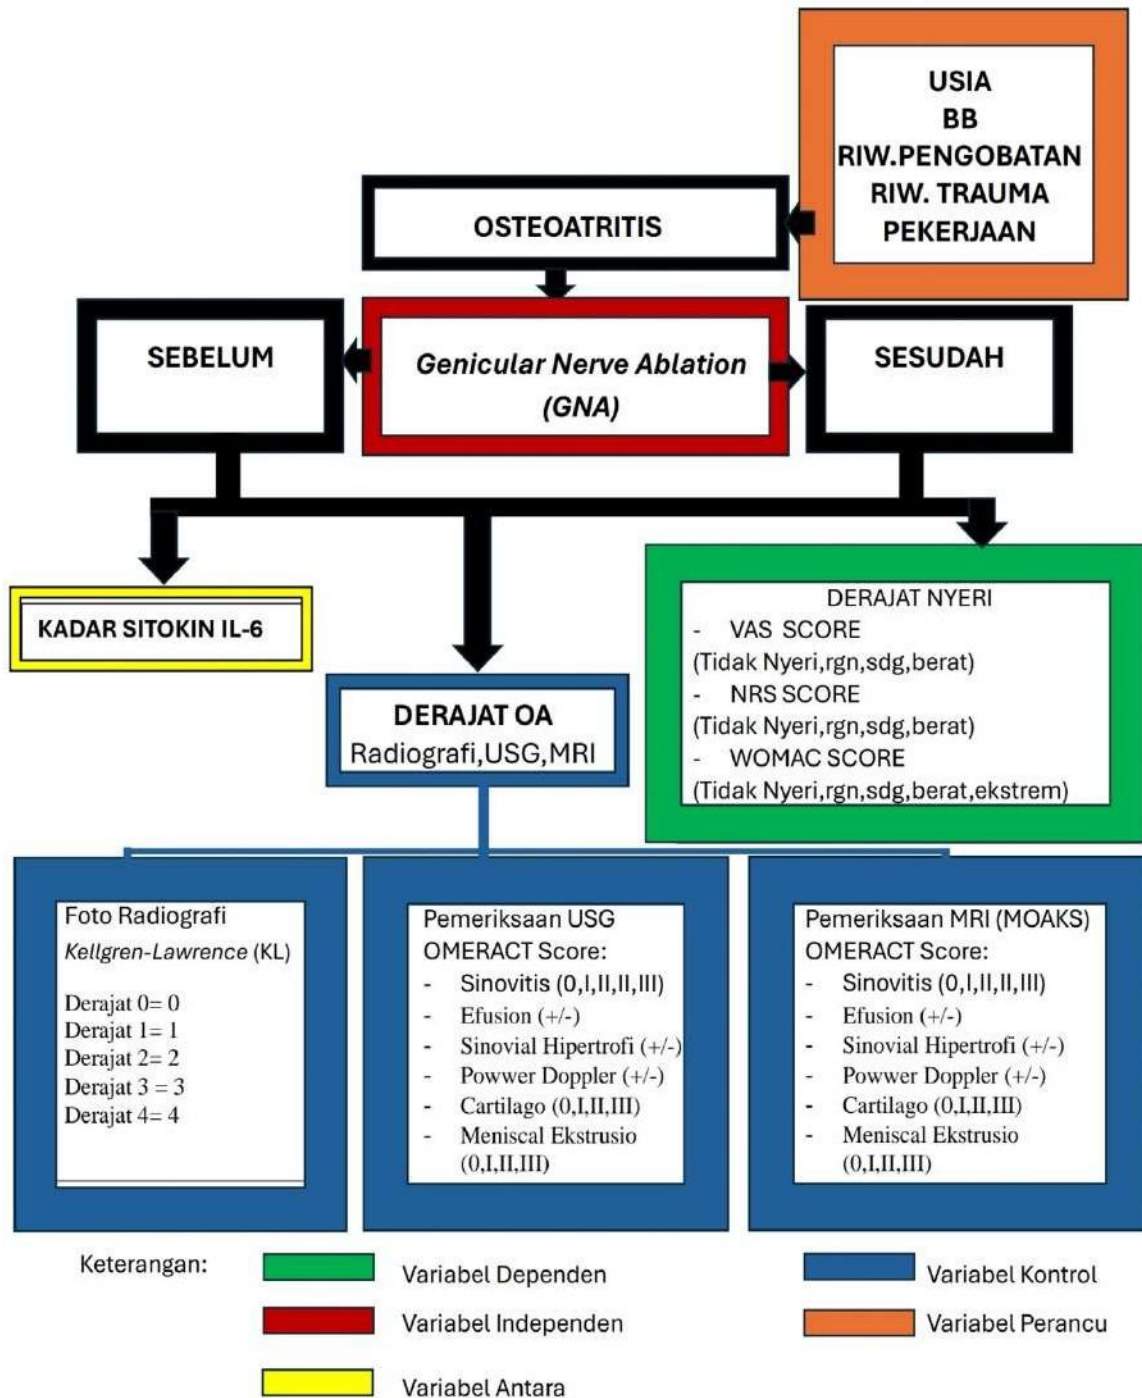 USIA
BB
RIW.PENGOBATAN
RIW. TRAUMA
PEKERJAAN
OSTEOATRITIS
SEBELUM
Genicular Nerve Ablation
(GNA)
SESUDAH
KADAR SITOKIN IL-6
DERAJAT OA
Radiografi,USG,MRI
DERAJAT NYERI
- VAS SCORE
(Tidak Nyeri,rgn,sdg,berat)
- NRS SCORE
(Tidak Nyeri,rgn,sdg,berat)
- WOMAC SCORE
(Tidak Nyeri,rgn,sdg,berat,ekstrem)
Foto Radiografi
Kellgren-Lawrence (KL)
Derajat 0= 0
Derajat 1= 1
Derajat 2= 2
Derajat 3 = 3
Derajat 4= 4
Pemeriksaan USG
OMERACT Score:
- Sinovitis (0,I,II,II,III)
- Efusion (+/-)
- Sinovial Hipertrofi (+/-)
- Powwer Doppler (+/-)
- Cartilago (0,I,II,III)
- Meniscal Ekstrusio
(0,I,II,III)
Pemeriksaan MRI (MOAKS)
OMERACT Score:
- Sinovitis (0,I,II,II,III)
- Efusion (+/-)
- Sinovial Hipertrofi (+/-)
- Powwer Doppler (+/-)
- Cartilago (0,I,II,III)
- Meniscal Ekstrusio
(0,I,II,III)
Keterangan:
Variabel Dependen
Variabel Kontrol
Variabel Independen
Variabel Perancu
Variabel Antara